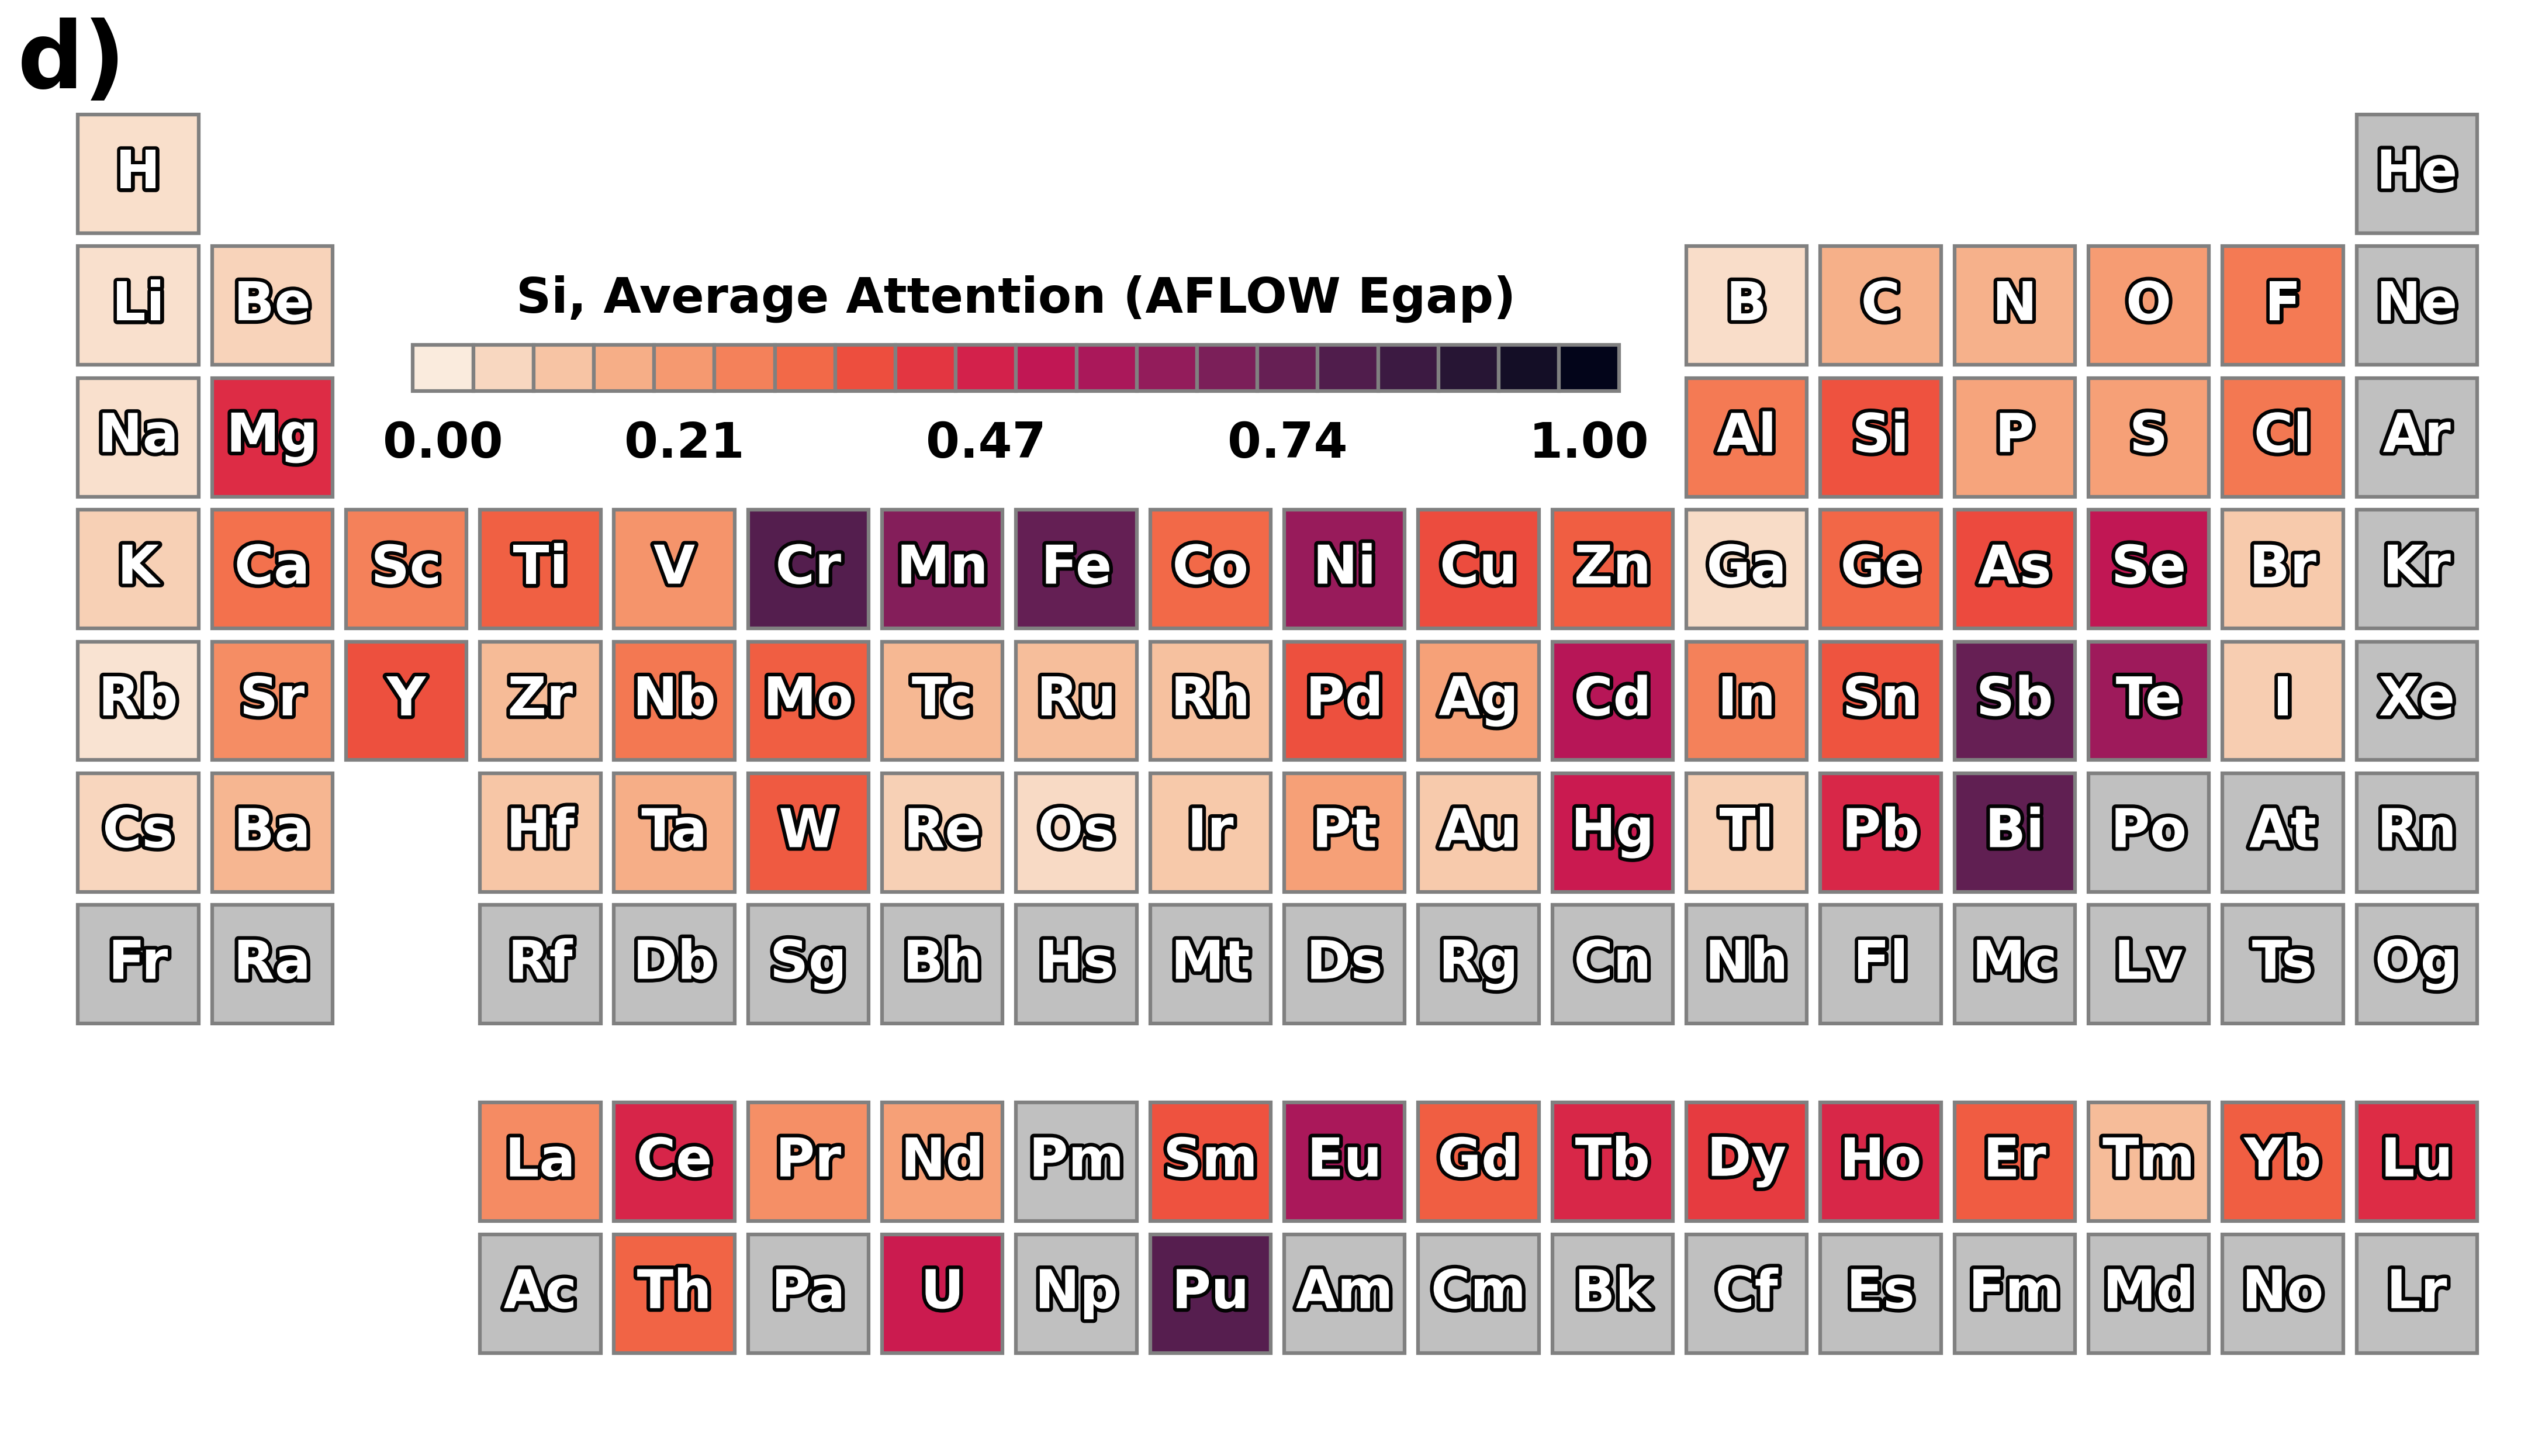 d)
H He
Li Be B C N O F Ne
Si, Average Attention (AFLOW Egap)
Na Mg Al Si P S Cl Ar
0.00 0.21 0.47 0.74 1.00
K Ca Sc Ti V Cr Mn Fe Co Ni Cu Zn Ga Ge As Se Br Kr
Rb Sr Y Zr Nb Mo Tc Ru Rh Pd Ag Cd In Sn Sb Te I Xe
Cs Ba Hf Ta W Re Os Ir Pt Au Hg Tl Pb Bi Po At Rn
Fr Ra Rf Db Sg Bh Hs Mt Ds Rg Cn Nh Fl Mc Lv Ts Og
La Ce Pr Nd Pm Sm Eu Gd Tb Dy Ho Er Tm Yb Lu
Ac Th Pa U Np Pu Am Cm Bk Cf Es Fm Md No Lr